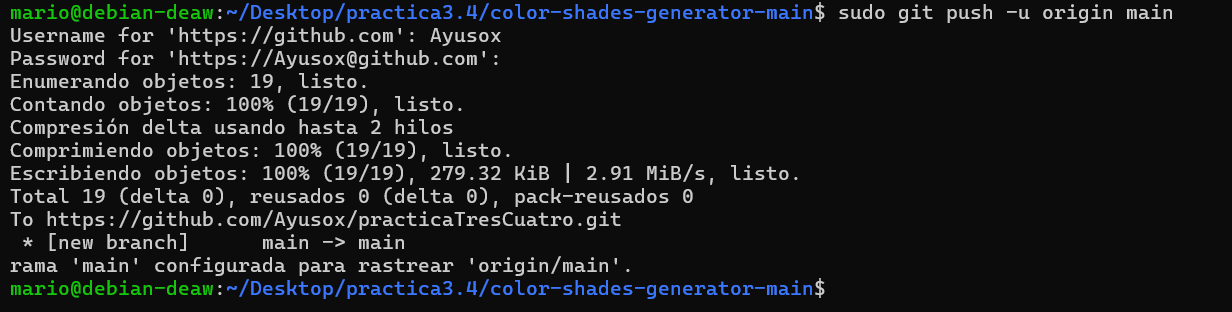 mario@debian-deaw:~/Desktop/practica3.4/color-shades-generator-main$ sudo git push -u origin main
Username for 'https://github.com': Ayusox
Password for 'https://Ayusox@github.com':
Enumerando objetos: 19, listo.
Contando objetos: 100% (19/19), listo.
Compresión delta usando hasta 2 hilos
Comprimiendo objetos: 100% (19/19), listo.
Escribiendo objetos: 100% (19/19), 279.32 KiB | 2.91 MiB/s, listo.
Total 19 (delta 0), reusados 0 (delta 0), pack-reusados 0
To https://github.com/Ayusox/practicaTresCuatro.git
 * [new branch]      main -> main
rama 'main' configurada para rastrear 'origin/main'.
mario@debian-deaw:~/Desktop/practica3.4/color-shades-generator-main$